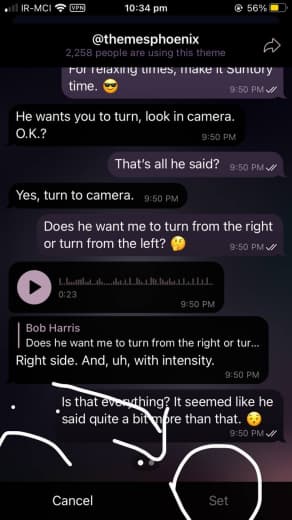 IR-MCI VPN 10:34 pm 56%
@themesphoenix
2,258 people are using this theme
For relaxing times, make it Suntory
time. 😎 9:50 PM
He wants you to turn, look in camera.
O.K.? 9:50 PM
That's all he said? 9:50 PM
Yes, turn to camera. 9:50 PM
Does he want me to turn from the right
or turn from the left? 🤔 9:50 PM
0:23 9:50 PM
Bob Harris
Does he want me to turn from the right or tur...
Right side. And, uh, with intensity.
9:50 PM
Is that everything? It seemed like he
said quite a bit more than that. 😯 9:50 PM
Cancel Set